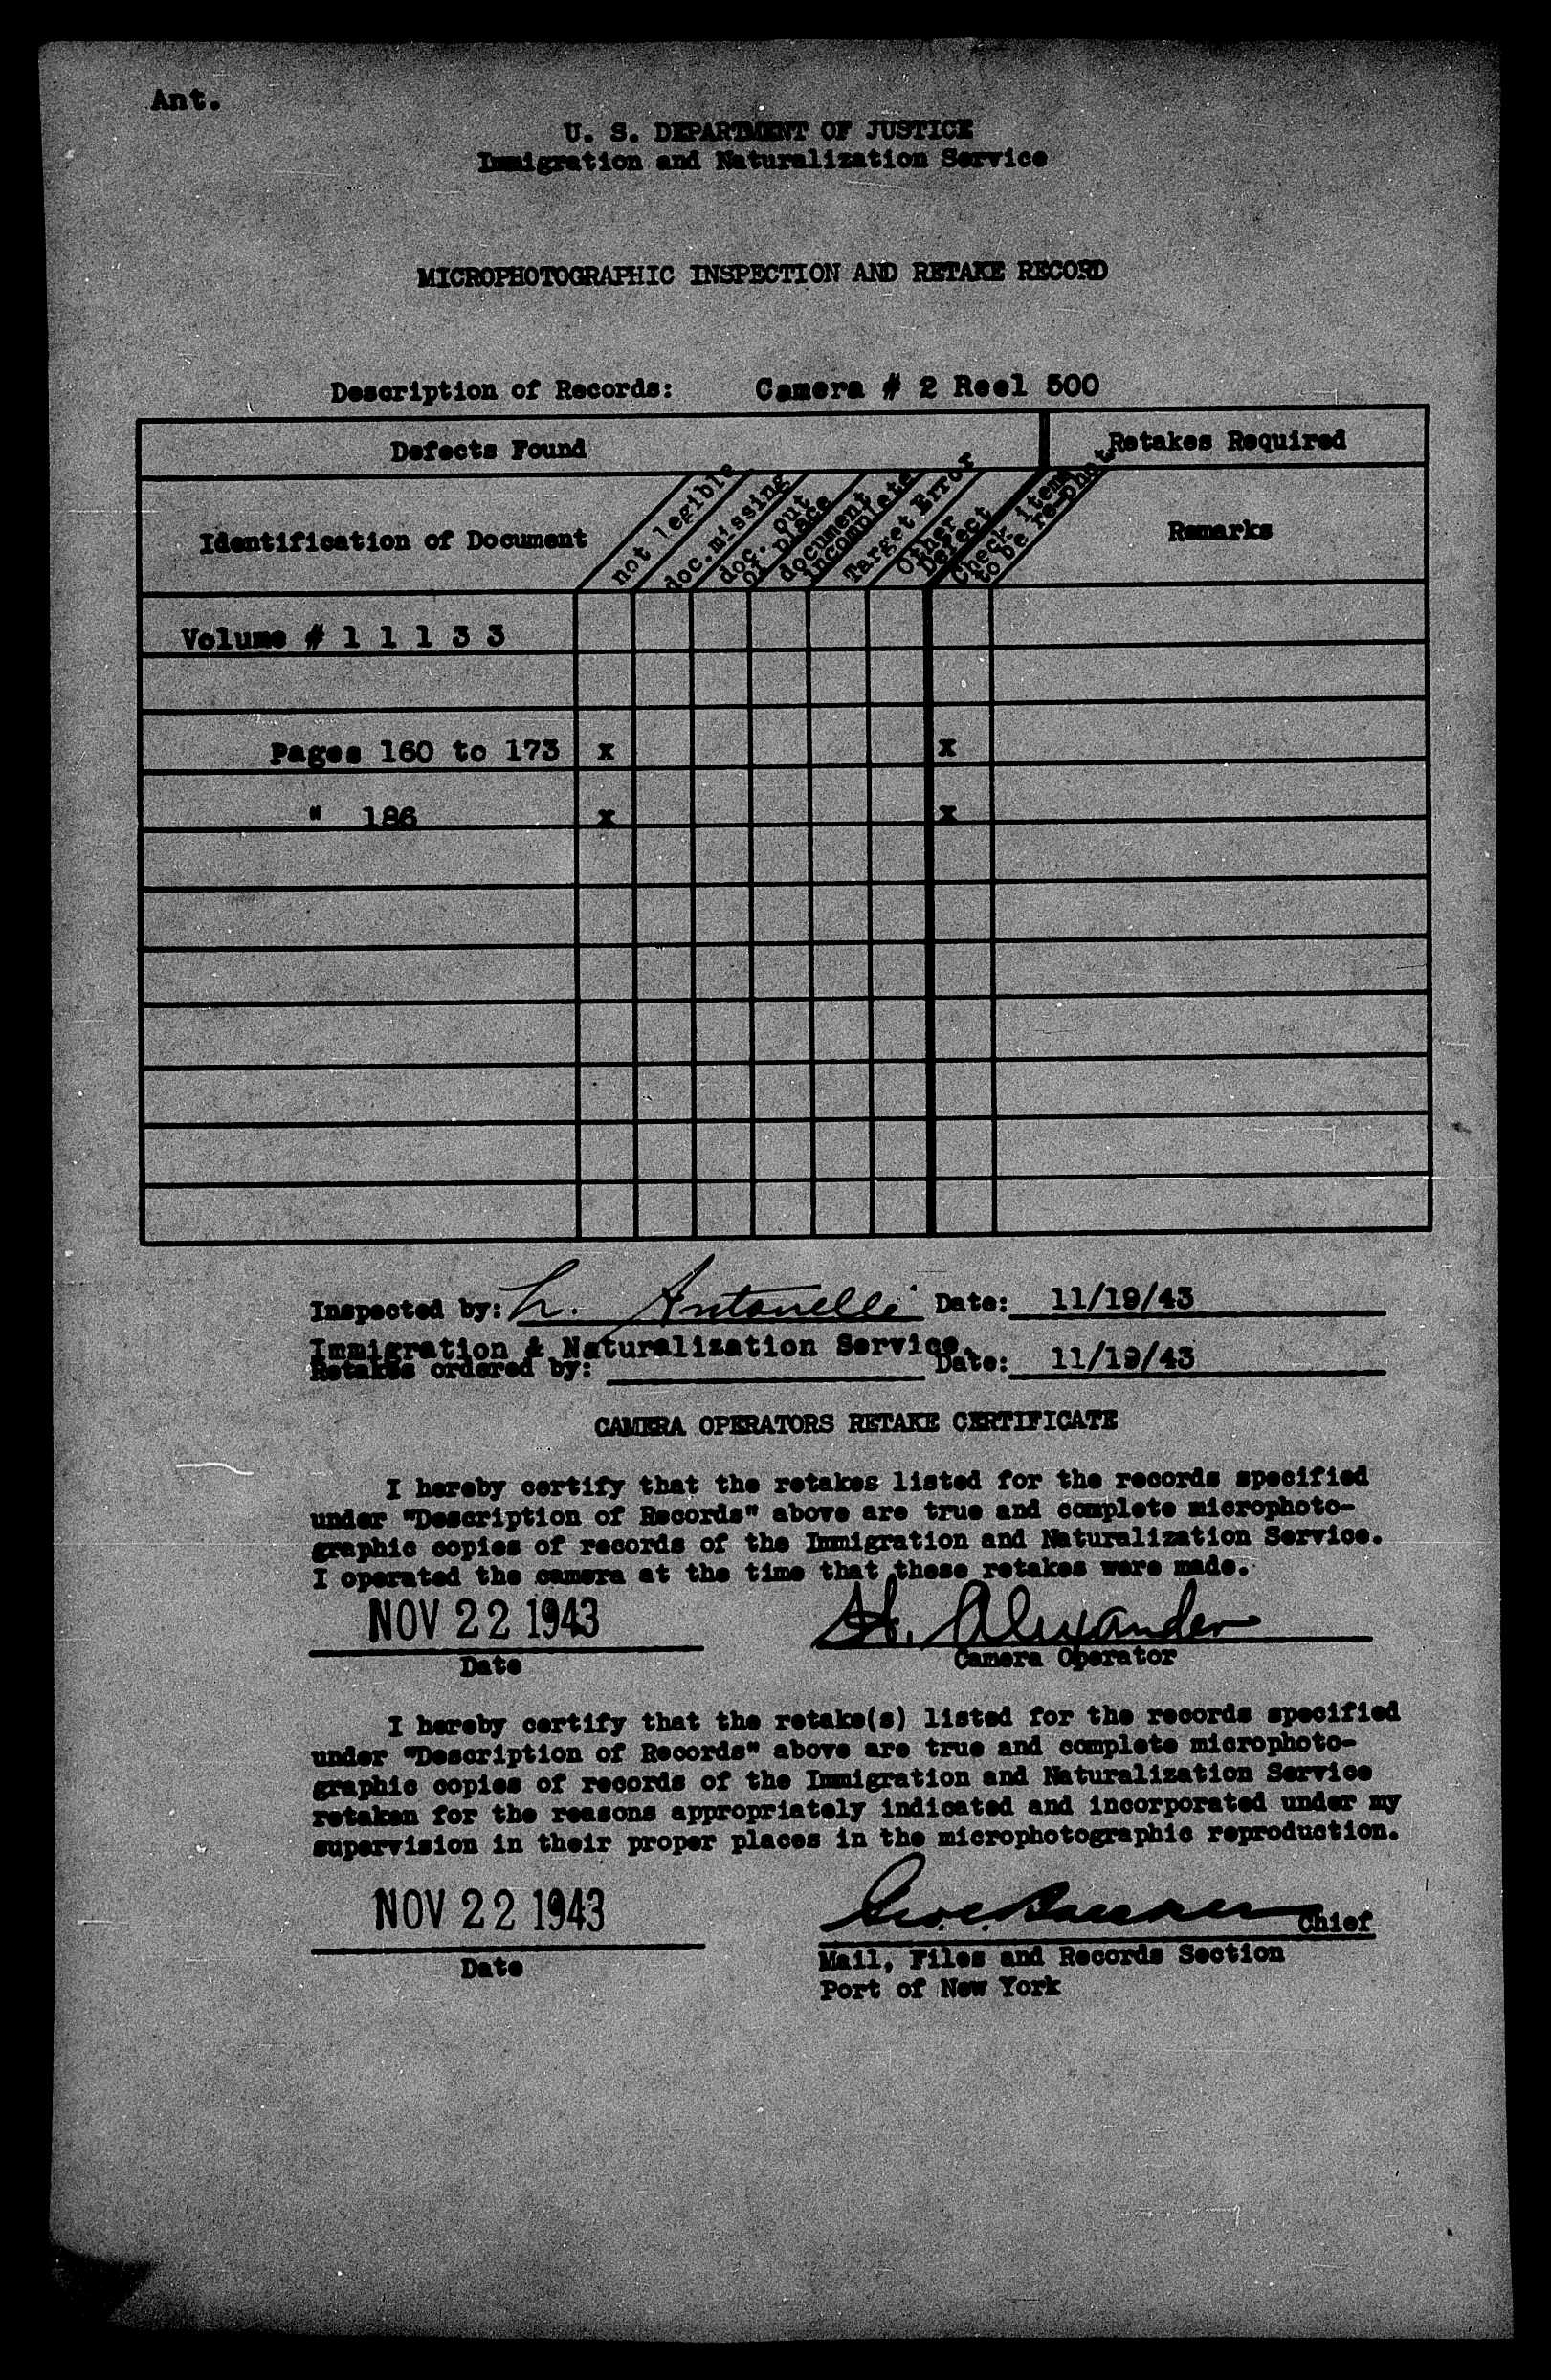 Ant.
U. S. DEPARTMENT OF JUSTICE
Immigration and Naturalization Service
MICROPHOTOGRAPHIC INSPECTION AND RETAKE RECORD
Description of Records: Camera # 2 Reel 500
Defects Found
Retakes Required
Identification of Document
not legible
doc.missing
doc. out
of place
document
incomplete
Target Error
Other
Defect
Check items
to be re-phot.
Remarks
Volume # 1 1 1 3 3
Pages 160 to 173 x x
" 186 x x
Inspected by: L. Antonelli Date: 11/19/43
Immigration & Naturalization Service.
Retakes ordered by: Date: 11/19/43
CAMERA OPERATORS RETAKE CERTIFICATE
I hereby certify that the retakes listed for the records specified
under "Description of Records" above are true and complete microphoto-
graphic copies of records of the Immigration and Naturalization Service.
I operated the camera at the time that these retakes were made.
NOV 22 1943
Alexander
Date
Camera Operator
I hereby certify that the retake(s) listed for the records specified
under "Description of Records" above are true and complete microphoto-
graphic copies of records of the Immigration and Naturalization Service
retaken for the reasons appropriately indicated and incorporated under my
supervision in their proper places in the microphotographic reproduction.
NOV 22 1943
Chief
Date
Mail, Files and Records Section
Port of New York